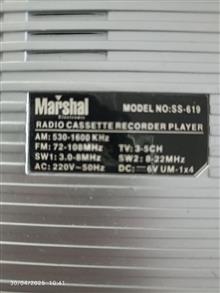 Marshal
Electronics
MODEL NO: SS-619
RADIO CASSETTE RECORDER PLAYER
AM: 530-1600 KHz
FM: 72-108MHz TV: 3-5CH
SW1: 3.0-8MHz SW2: 8-22MHz
AC: 220V~50Hz DC: ⎓6V UM-1x4
30/04/2025 10:41